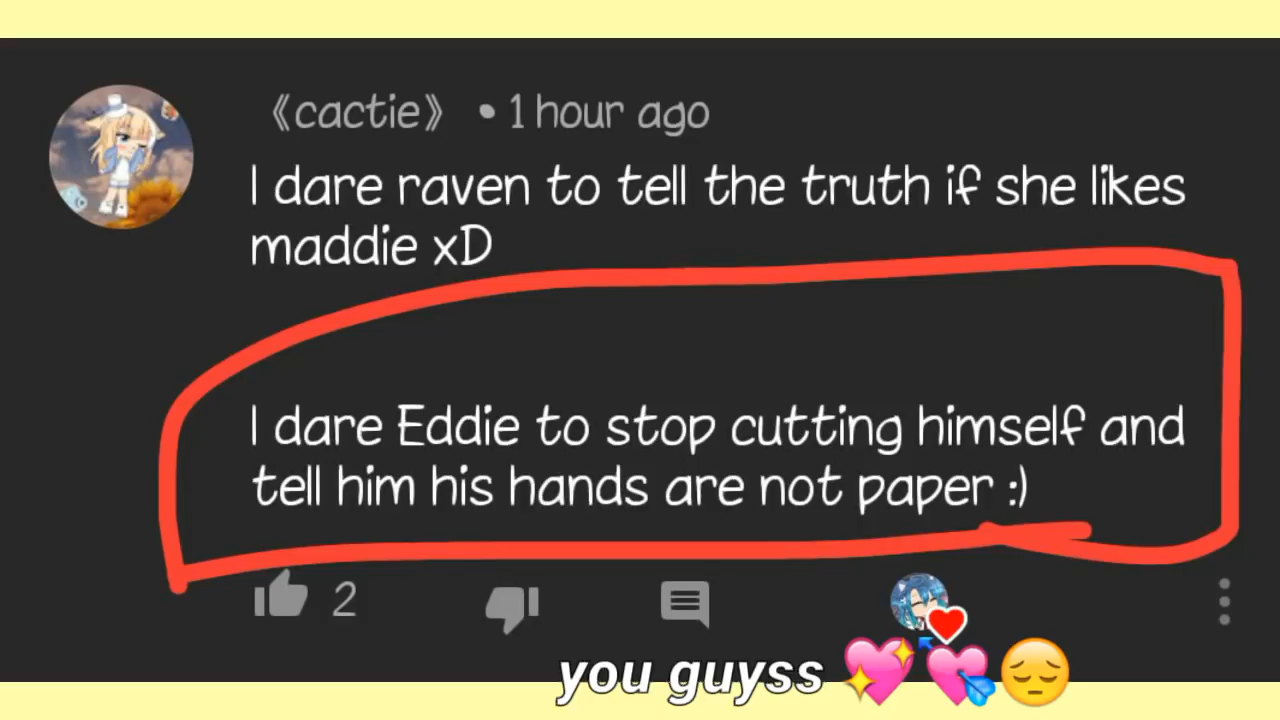 《cactie》 • 1 hour ago
I dare raven to tell the truth if she likes
maddie xD
I dare Eddie to stop cutting himself and
tell him his hands are not paper :)
2
you guyss 💖💘😔